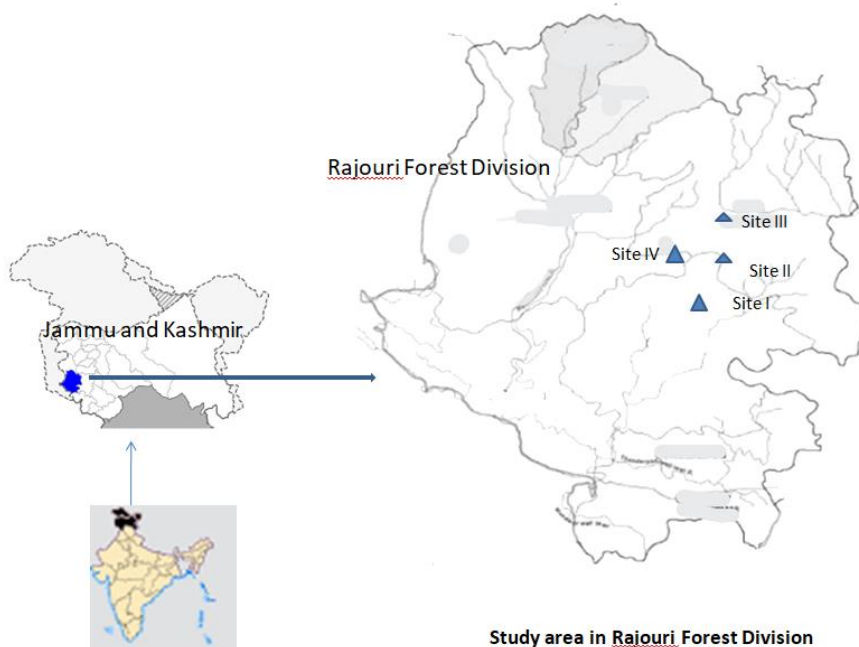 Rajouri Forest Division
Site III
Site IV
Site II
Site I
Jammu and Kashmir
Study area in Rajouri Forest Division